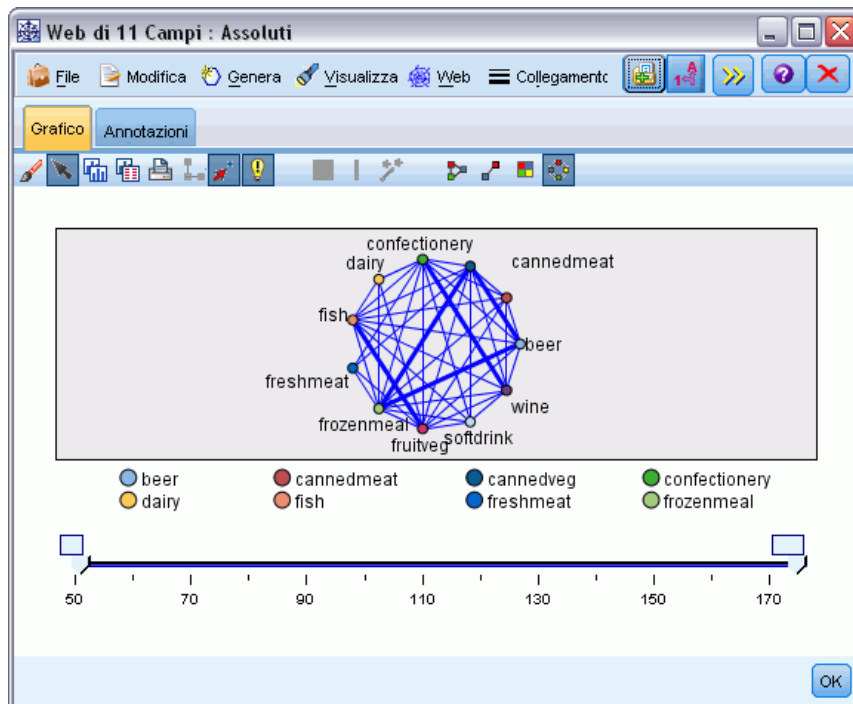 Web di 11 Campi : Assoluti
File Modifica Genera Visualizza Web Collegamento
Grafico Annotazioni
confectionery
dairy cannedmeat
fish beer
freshmeat
wine
frozenmeal softdrink
fruitveg
beer cannedmeat cannedveg confectionery
dairy fish freshmeat frozenmeal
50 70 90 110 130 150 170
OK